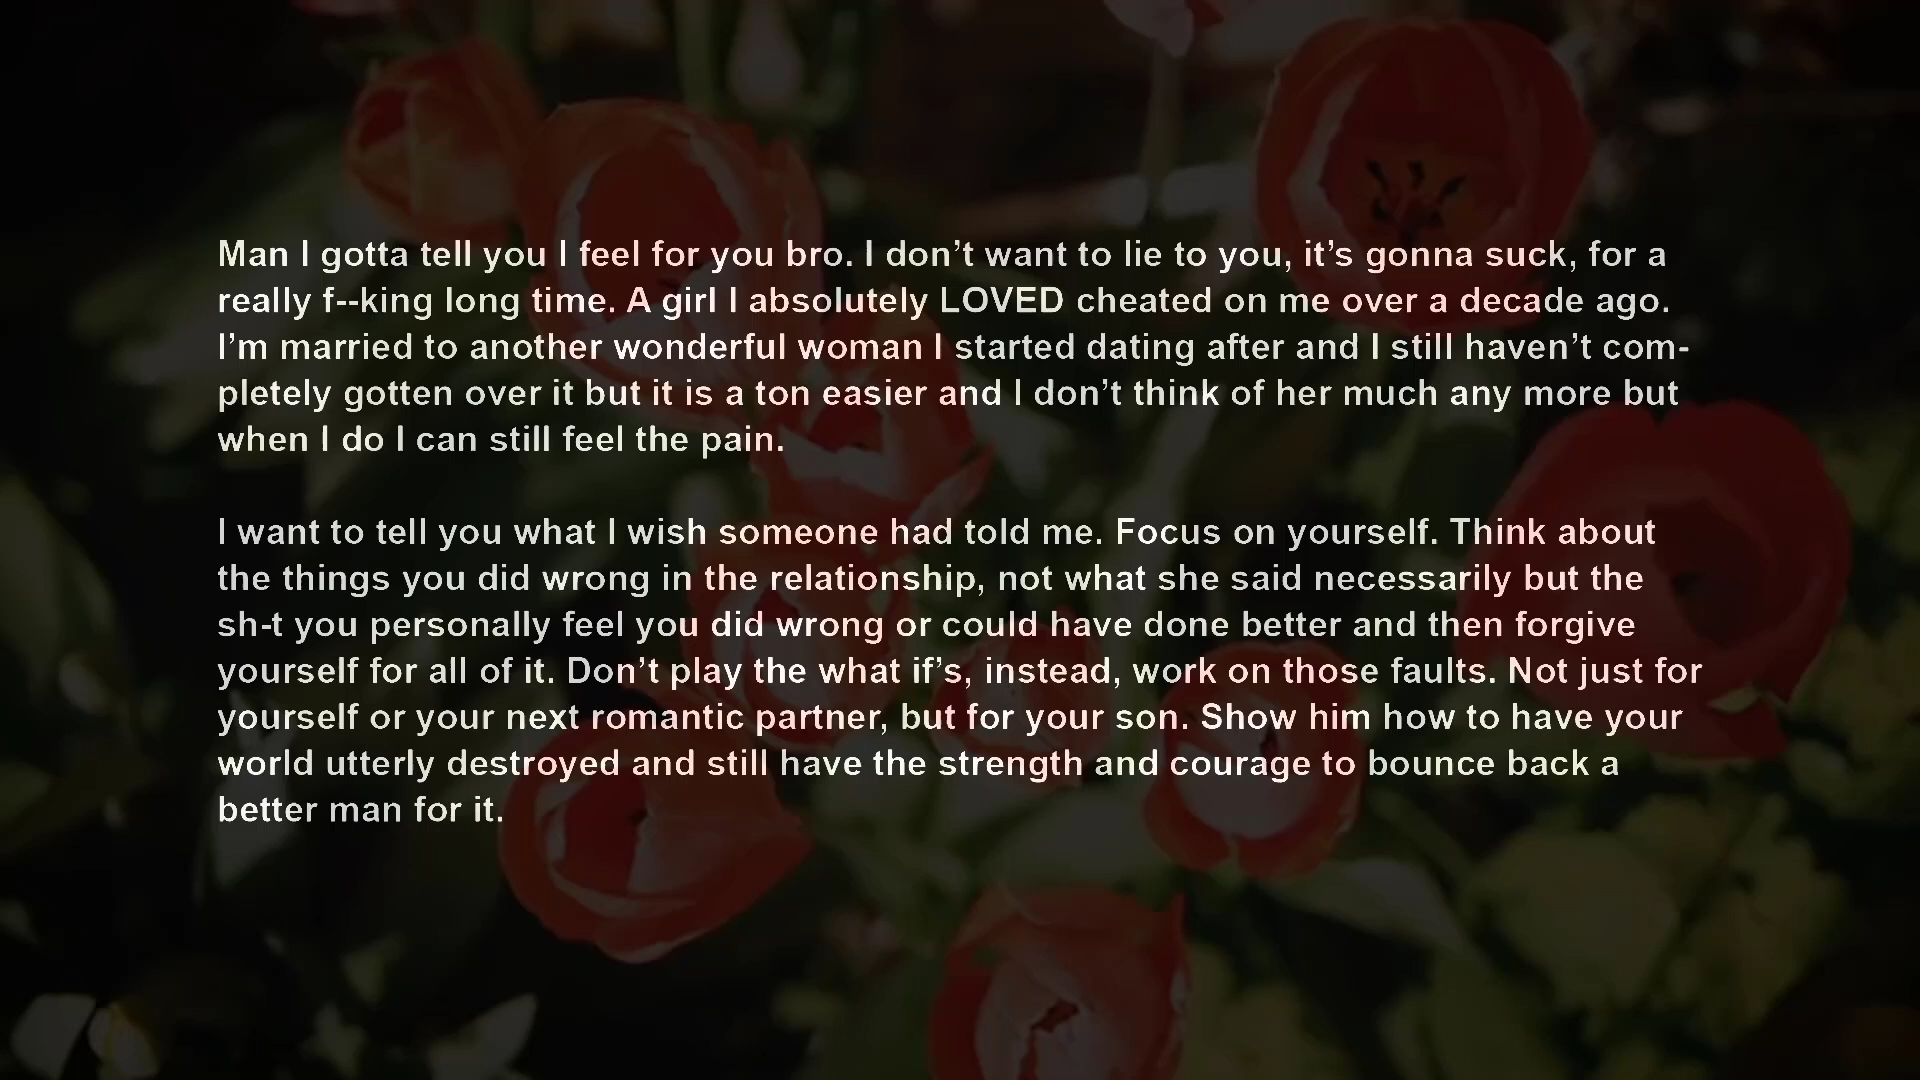 Man I gotta tell you I feel for you bro. I don’t want to lie to you, it’s gonna suck, for a
really f--king long time. A girl I absolutely LOVED cheated on me over a decade ago.
I’m married to another wonderful woman I started dating after and I still haven’t com-
pletely gotten over it but it is a ton easier and I don’t think of her much any more but
when I do I can still feel the pain.

I want to tell you what I wish someone had told me. Focus on yourself. Think about
the things you did wrong in the relationship, not what she said necessarily but the
sh-t you personally feel you did wrong or could have done better and then forgive
yourself for all of it. Don’t play the what if’s, instead, work on those faults. Not just for
yourself or your next romantic partner, but for your son. Show him how to have your
world utterly destroyed and still have the strength and courage to bounce back a
better man for it.